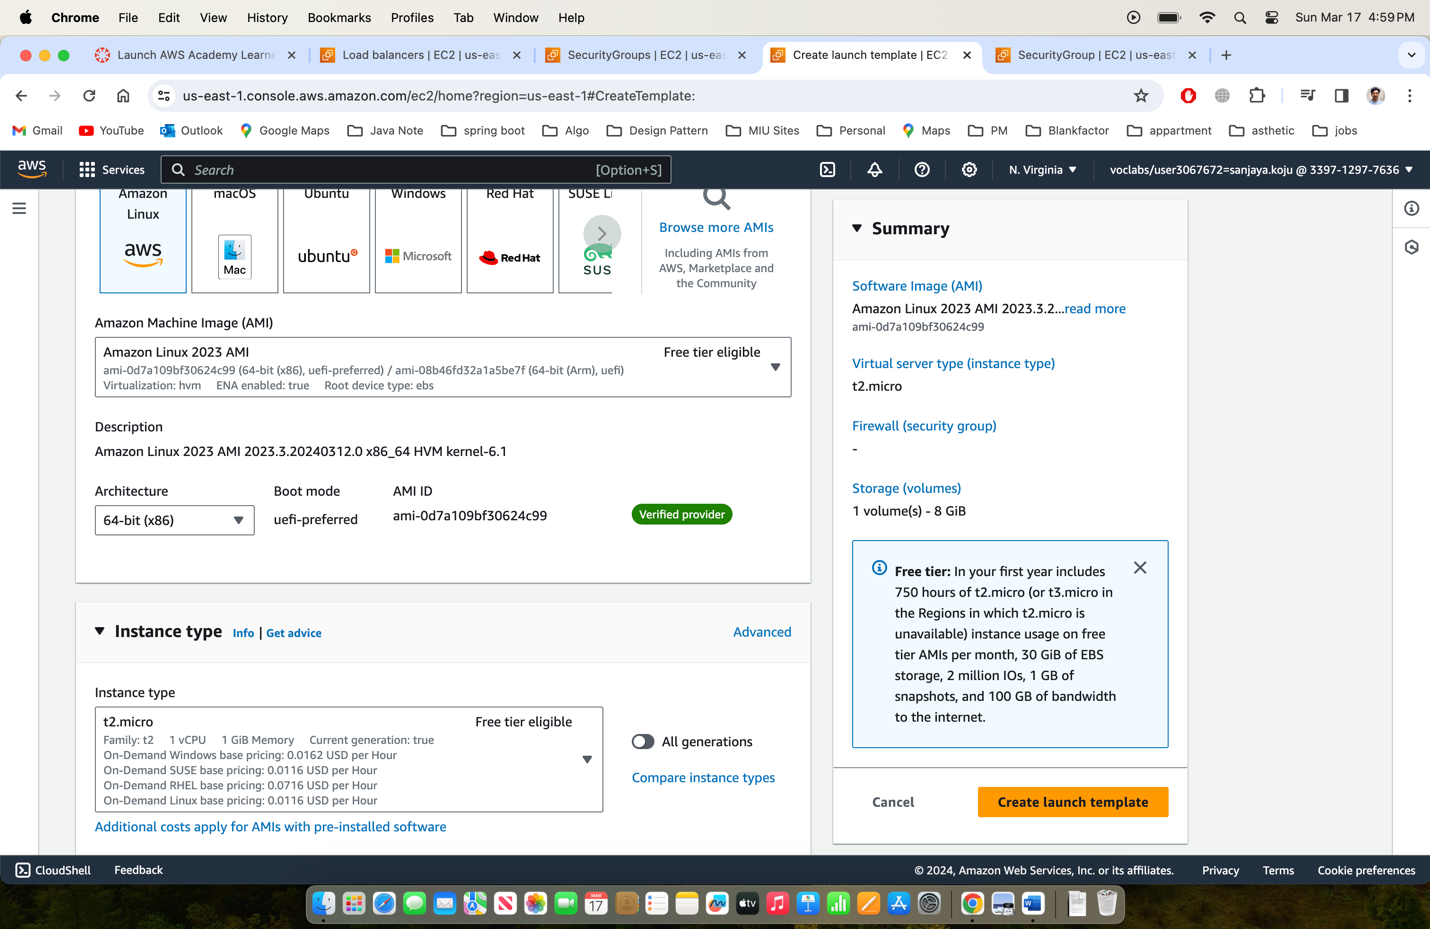 Chrome File Edit View History Bookmarks Profiles Tab Window Help Sun Mar 17 4:59 PM
Launch AWS Academy Learne Load balancers | EC2 | us-eas SecurityGroups | EC2 | us-eas Create launch template | EC2 SecurityGroup | EC2 | us-east
us-east-1.console.aws.amazon.com/ec2/home?region=us-east-1#CreateTemplate:
Gmail YouTube Outlook Google Maps Java Note spring boot Algo Design Pattern MIU Sites Personal Maps PM Blankfactor appartment asthetic jobs
aws Services Search [Option+S] N. Virginia voclabs/user3067672=sanjaya.koju @ 3397-1297-7636
Amazon Linux
aws
macOS
Mac
Ubuntu
ubuntu
Windows
Microsoft
Red Hat
Red Hat
SUSE Li
SUS
Browse more AMIs
Including AMIs from
AWS, Marketplace and
the Community
Amazon Machine Image (AMI)
Amazon Linux 2023 AMI Free tier eligible
ami-0d7a109bf30624c99 (64-bit (x86), uefi-preferred) / ami-08b46fd32a1a5be7f (64-bit (Arm), uefi)
Virtualization: hvm ENA enabled: true Root device type: ebs
Description
Amazon Linux 2023 AMI 2023.3.20240312.0 x86_64 HVM kernel-6.1
Architecture Boot mode AMI ID
64-bit (x86) uefi-preferred ami-0d7a109bf30624c99 Verified provider
Instance type Info | Get advice Advanced
Instance type
t2.micro Free tier eligible
Family: t2 1 vCPU 1 GiB Memory Current generation: true
On-Demand Windows base pricing: 0.0162 USD per Hour
On-Demand SUSE base pricing: 0.0116 USD per Hour
On-Demand RHEL base pricing: 0.0716 USD per Hour
On-Demand Linux base pricing: 0.0116 USD per Hour
All generations
Compare instance types
Additional costs apply for AMIs with pre-installed software
Summary
Software Image (AMI)
Amazon Linux 2023 AMI 2023.3.2...read more
ami-0d7a109bf30624c99
Virtual server type (instance type)
t2.micro
Firewall (security group)
-
Storage (volumes)
1 volume(s) - 8 GiB
Free tier: In your first year includes
750 hours of t2.micro (or t3.micro in
the Regions in which t2.micro is
unavailable) instance usage on free
tier AMIs per month, 30 GiB of EBS
storage, 2 million IOs, 1 GB of
snapshots, and 100 GB of bandwidth
to the internet.
Cancel Create launch template
CloudShell Feedback © 2024, Amazon Web Services, Inc. or its affiliates. Privacy Terms Cookie preferences
MAR
17
tv
W